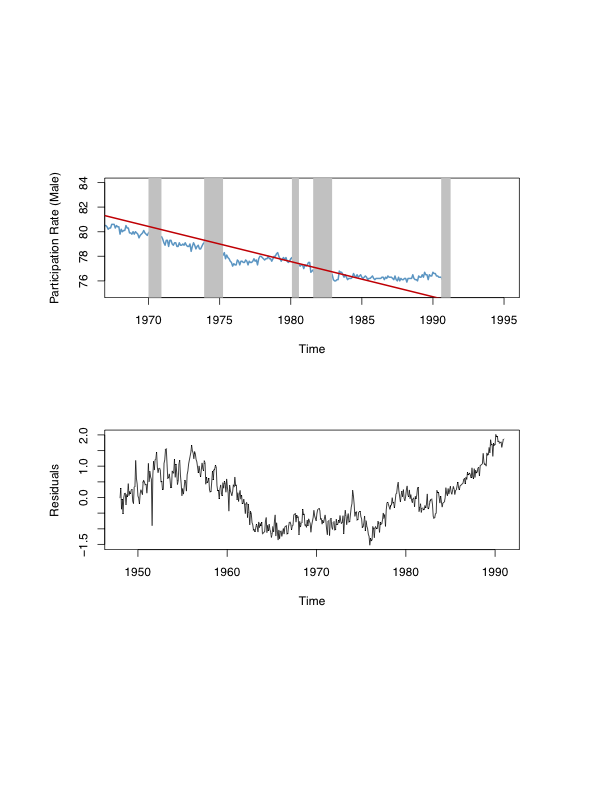 Participation Rate (Male)
84
82
80
78
76
1970 1975 1980 1985 1990 1995
Time
Residuals
2.0
1.0
0.0
−1.5
1950 1960 1970 1980 1990
Time